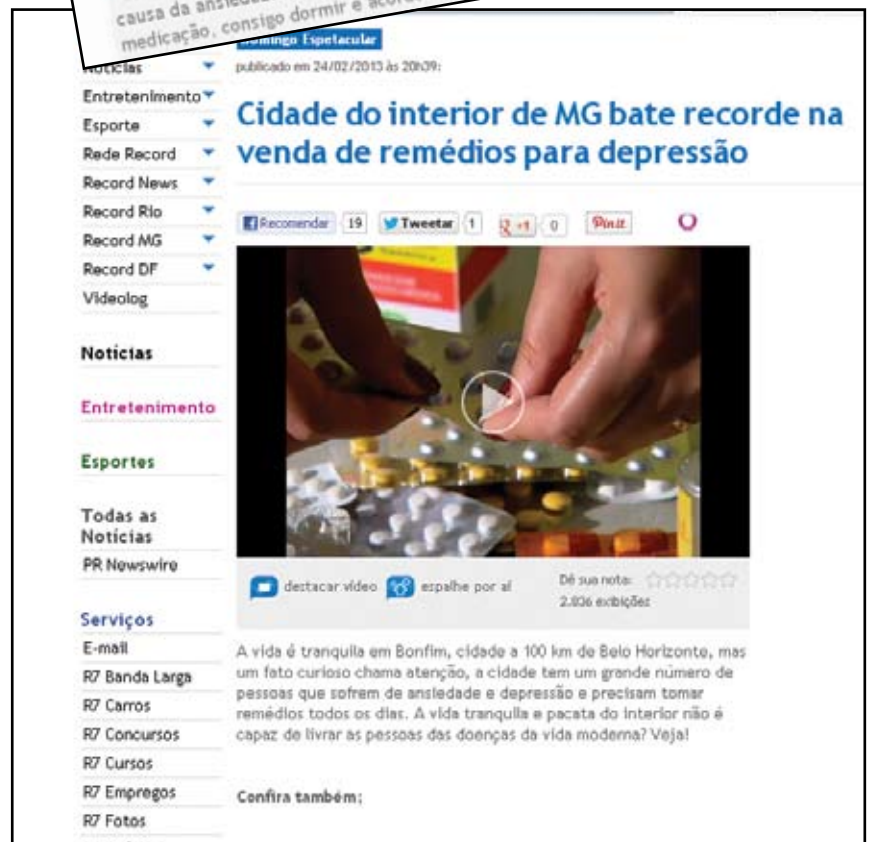 causa da
medicação, consigo dormir e
Domingo Espetacular
publicado em 24/02/2013 às 20h39:
Cidade do interior de MG bate recorde na
venda de remédios para depressão
Recomendar 19 Tweetar 1 +1 0 Pin it
Notícias
Entretenimento
Esporte
Rede Record
Record News
Record Rio
Record MG
Record DF
Videolog
Notícias
Entretenimento
Esportes
Todas as
Notícias
PR Newswire
Serviços
E-mail
R7 Banda Larga
R7 Carros
R7 Concursos
R7 Cursos
R7 Empregos
R7 Fotos
destacar vídeo espalhe por aí
Dê sua nota:
2.836 exibições
A vida é tranquila em Bonfim, cidade a 100 km de Belo Horizonte, mas
um fato curioso chama atenção, a cidade tem um grande número de
pessoas que sofrem de ansiedade e depressão e precisam tomar
remédios todos os dias. A vida tranquila e pacata do interior não é
capaz de livrar as pessoas das doenças da vida moderna? Veja!
Confira também: